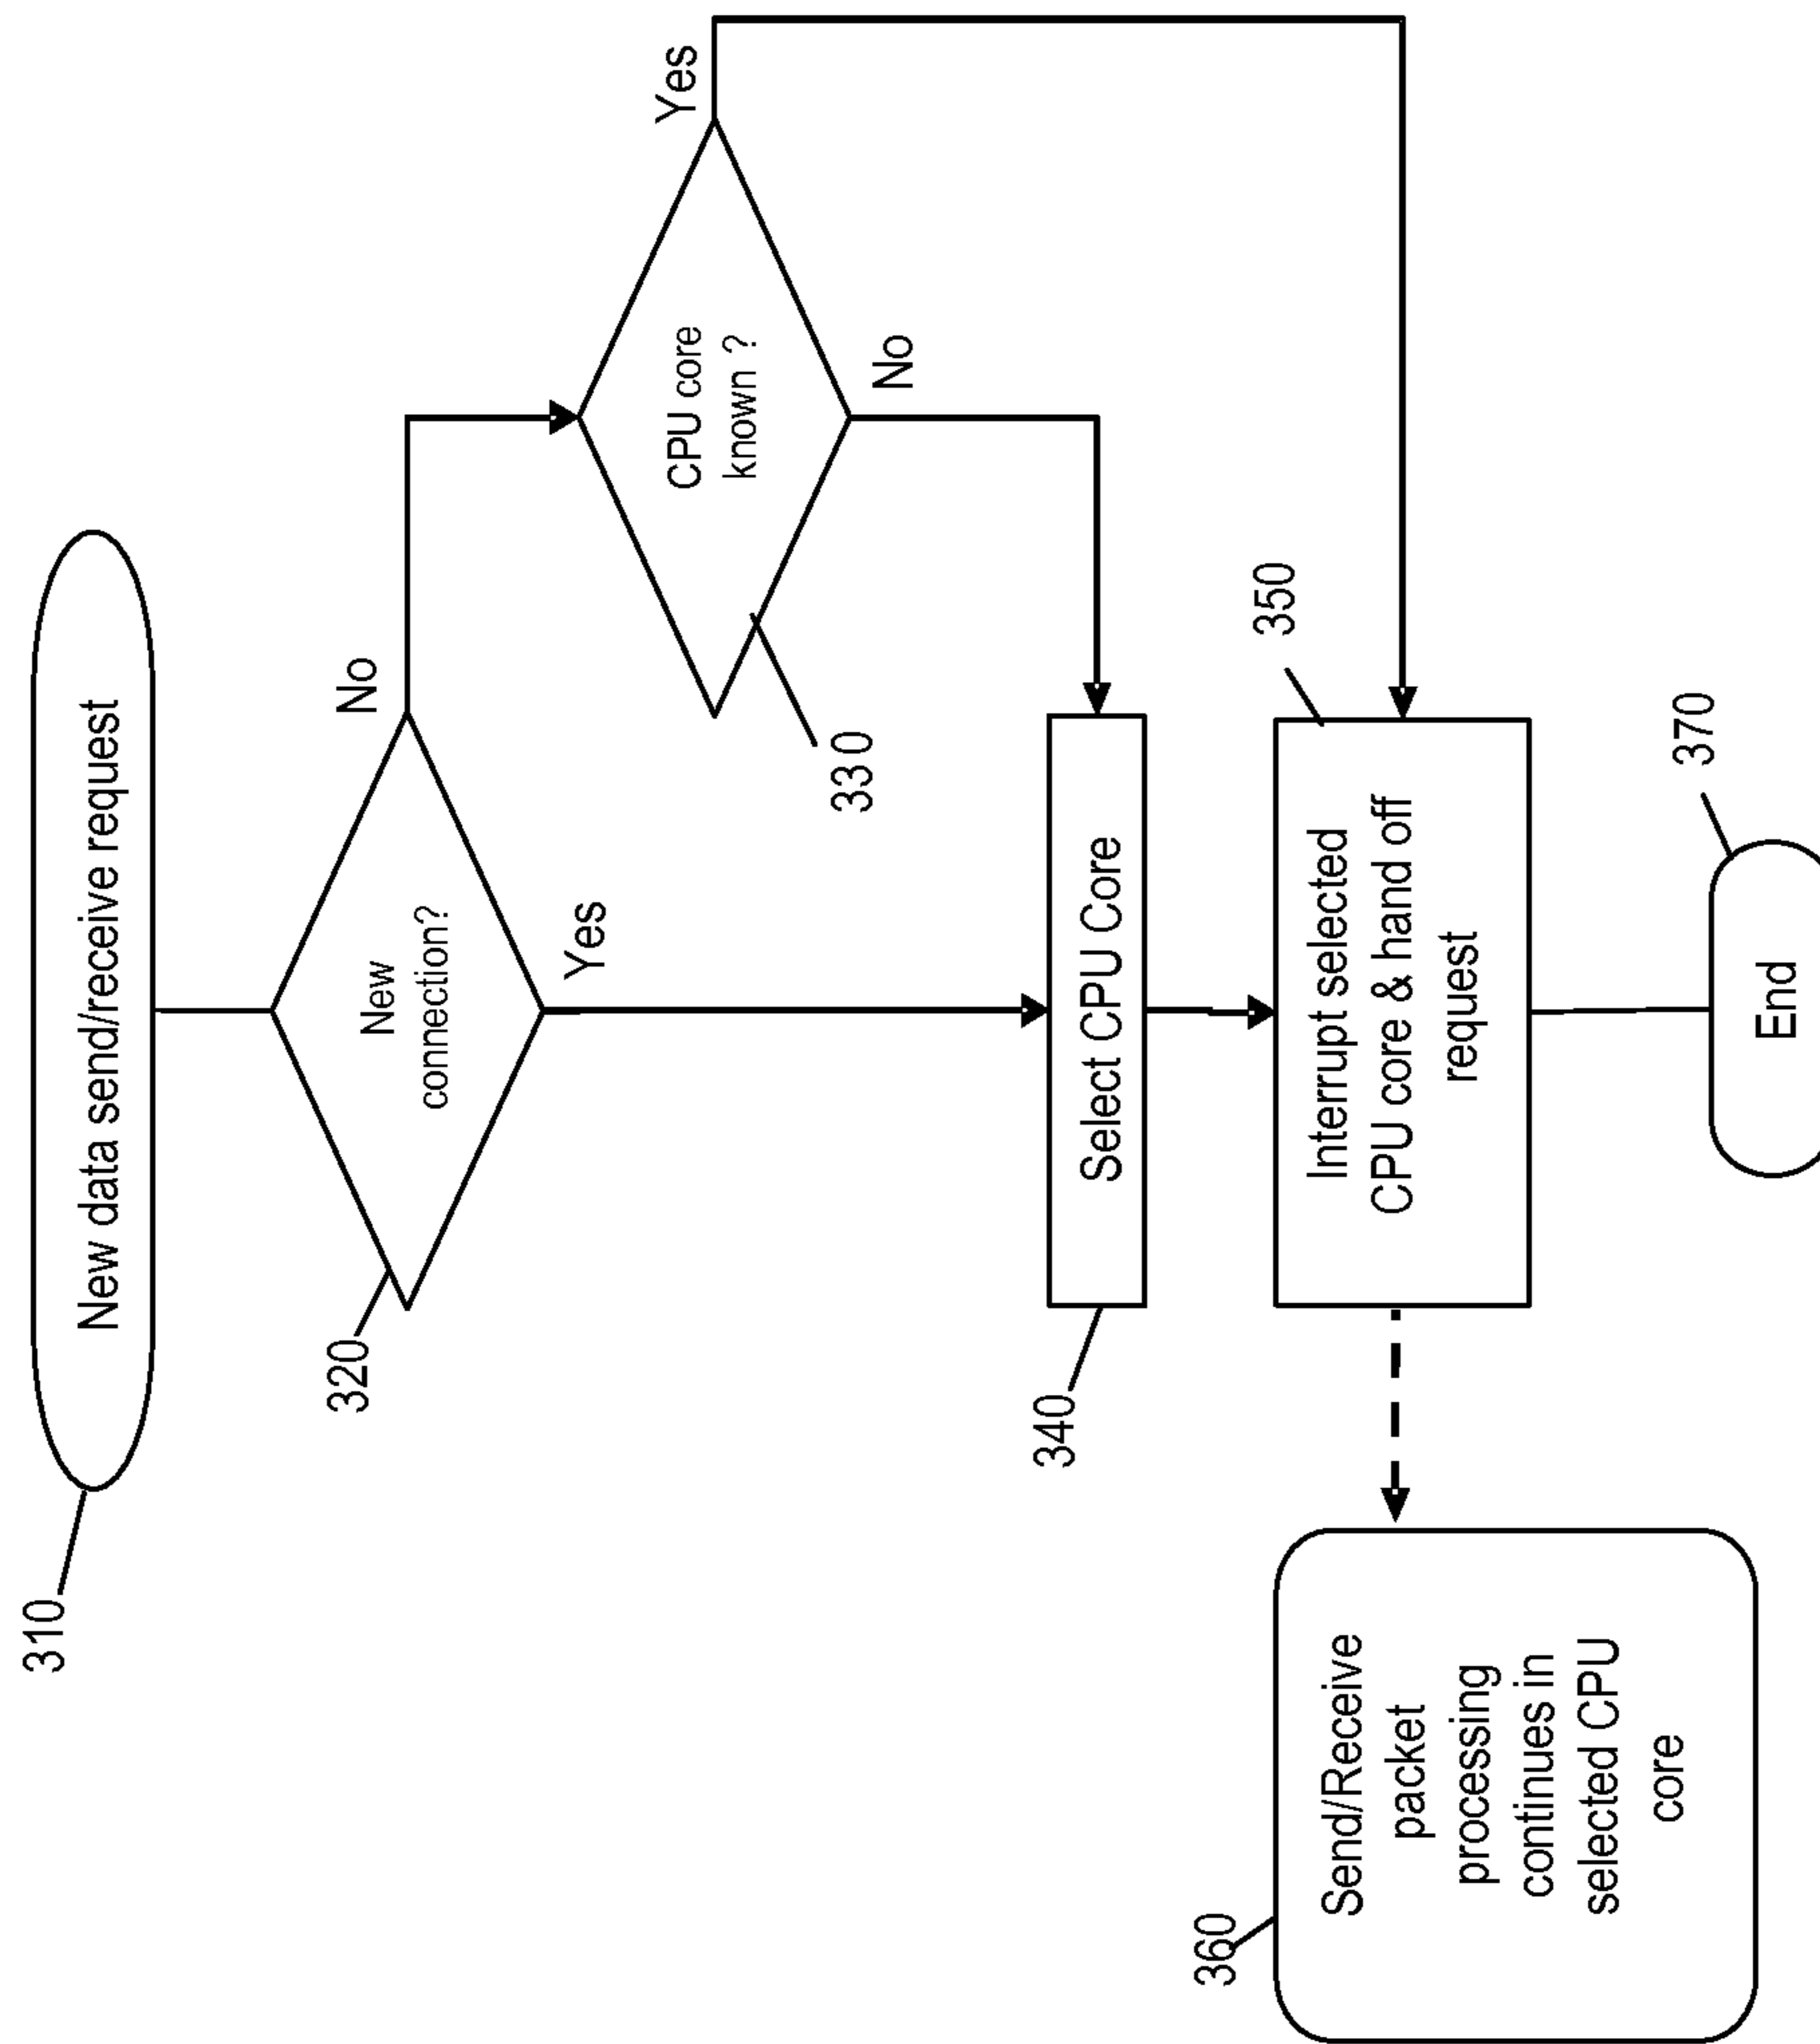 310
New data send/receive request
320
New
connection?
No
Yes
330
CPU core
known ?
Yes
No
340
Select CPU Core
350
Interrupt selected
CPU core & hand off
request
360
Send/Receive
packet
processing
continues in
selected CPU
core
370
End